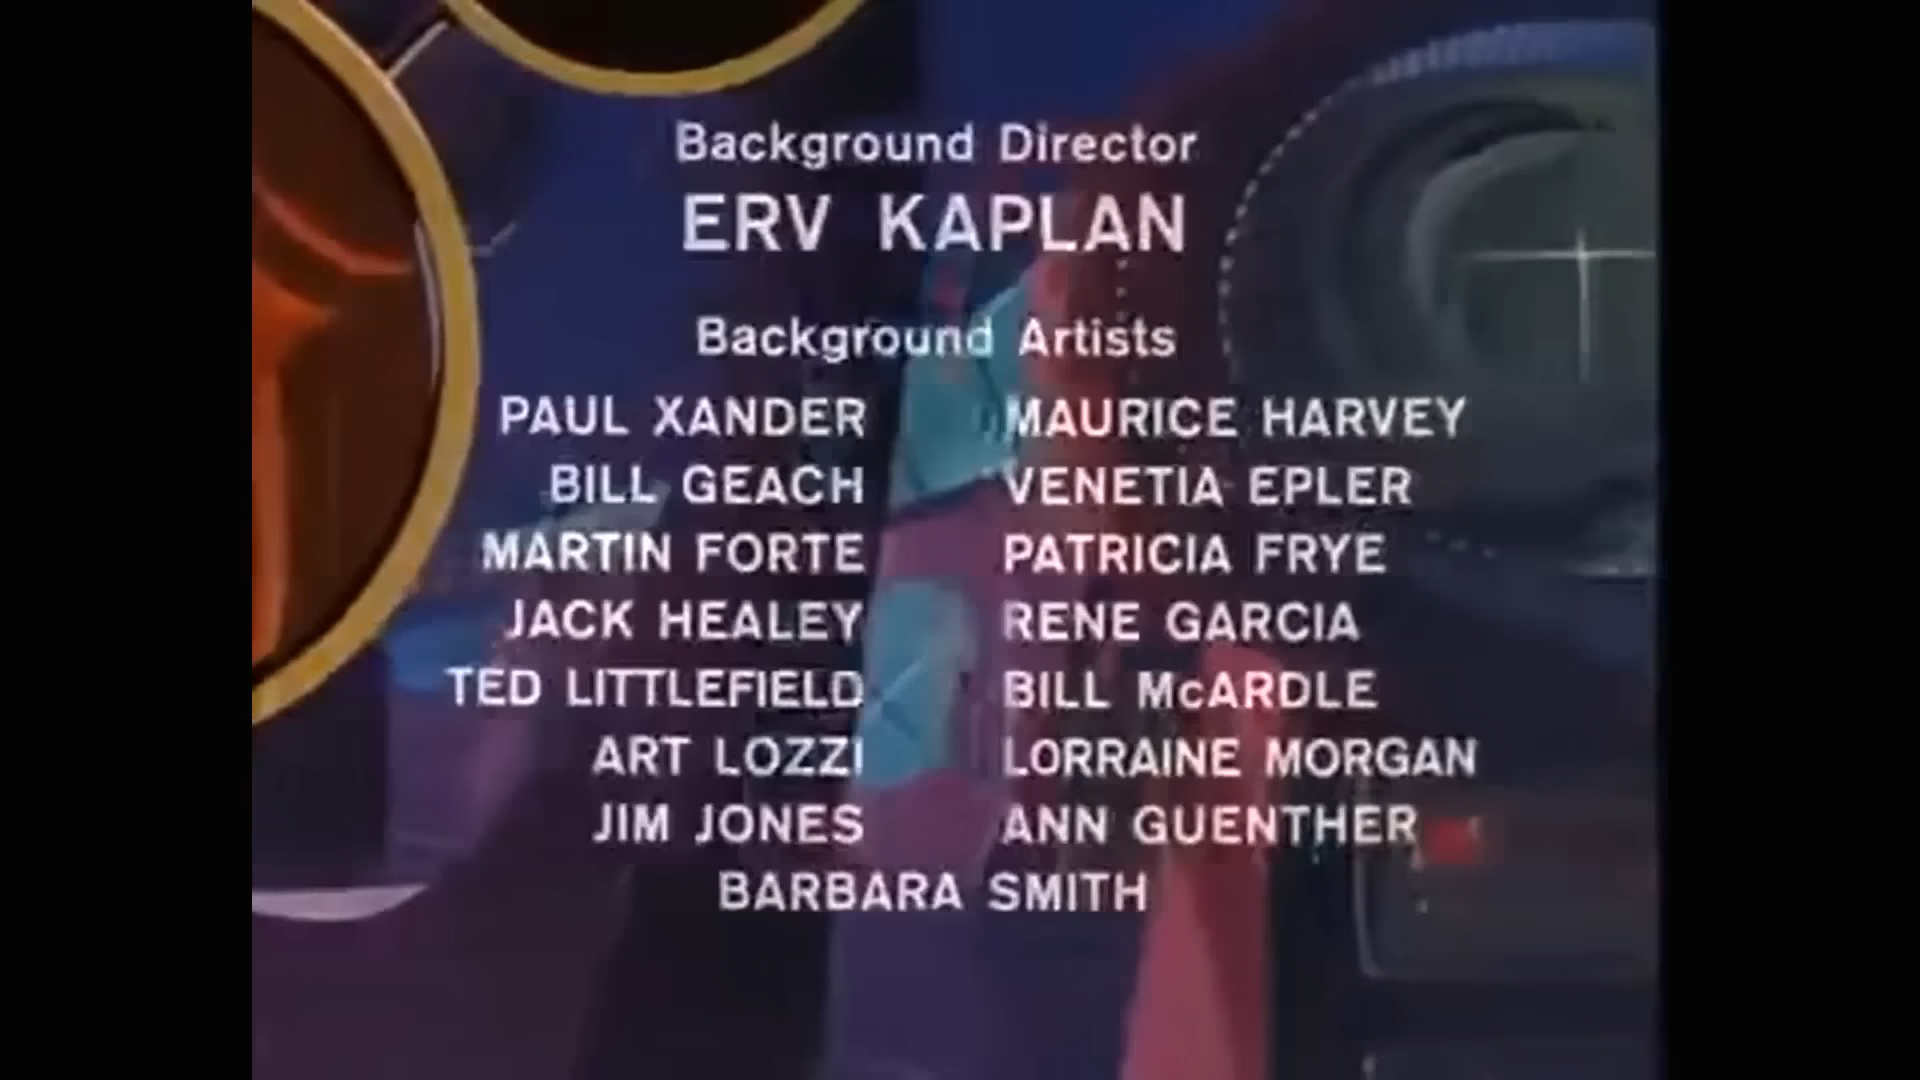 Background Director
ERV KAPLAN
Background Artists
PAUL XANDER MAURICE HARVEY
BILL GEACH VENETIA EPLER
MARTIN FORTE PATRICIA FRYE
JACK HEALEY RENE GARCIA
TED LITTLEFIELD BILL McARDLE
ART LOZZI LORRAINE MORGAN
JIM JONES ANN GUENTHER
BARBARA SMITH